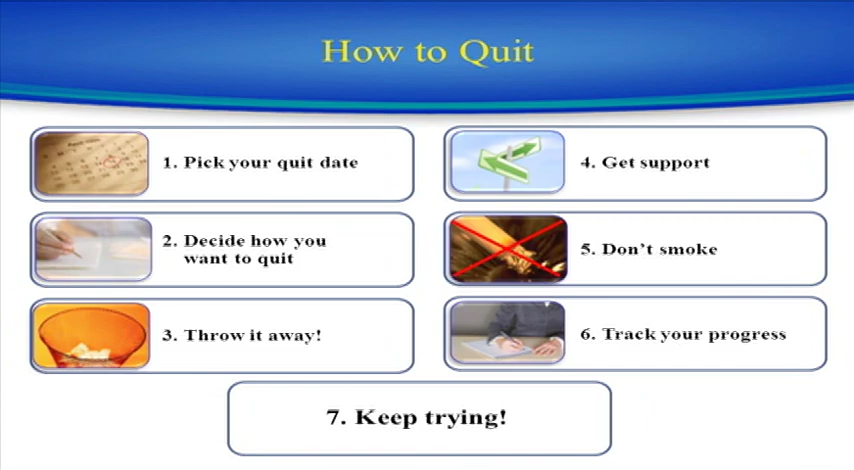 How to Quit
1. Pick your quit date
2. Decide how you
want to quit
3. Throw it away!
4. Get support
5. Don't smoke
6. Track your progress
7. Keep trying!